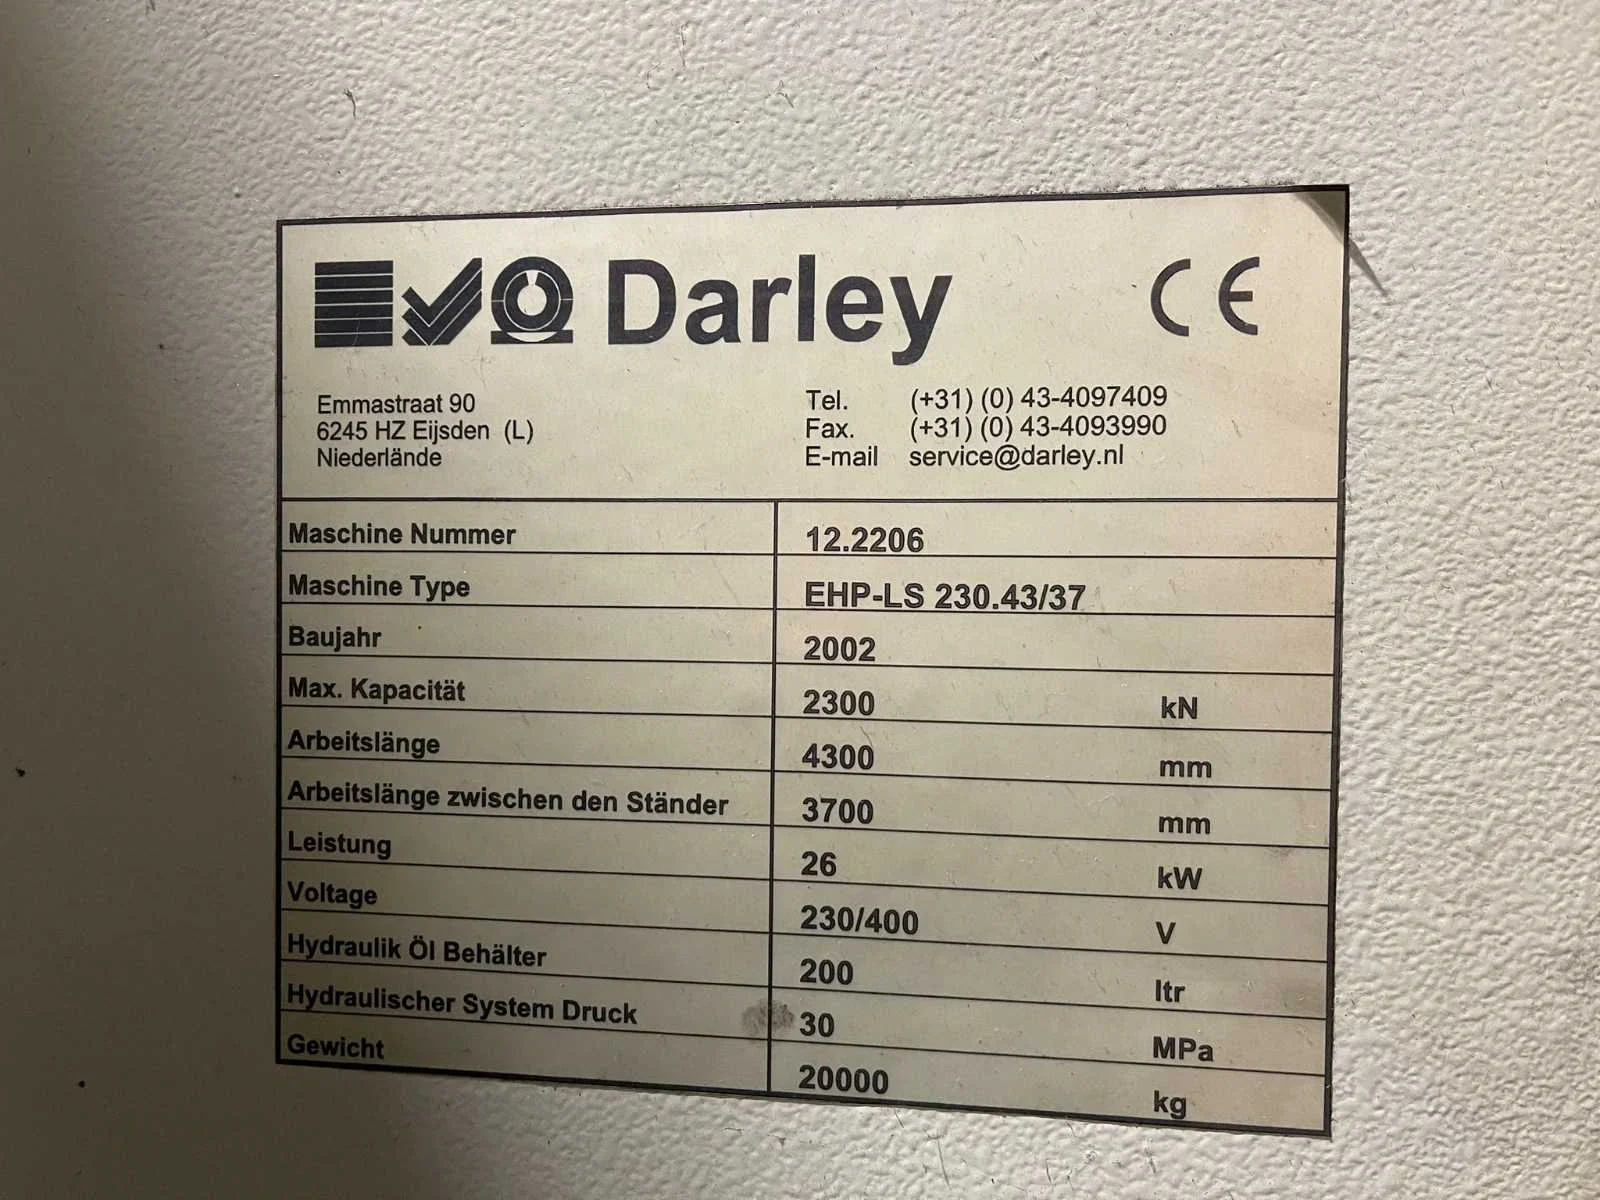 Darley CE
Emmastraat 90
6245 HZ Eijsden (L)
Niederlände
Tel. (+31) (0) 43-4097409
Fax. (+31) (0) 43-4093990
E-mail service@darley.nl
Maschine Nummer 12.2206
Maschine Type EHP-LS 230.43/37
Baujahr 2002
Max. Kapacität 2300 kN
Arbeitslänge 4300 mm
Arbeitslänge zwischen den Ständer 3700 mm
Leistung 26 kW
Voltage 230/400 V
Hydraulik Öl Behälter 200 ltr
Hydraulischer System Druck 30 MPa
Gewicht 20000 kg